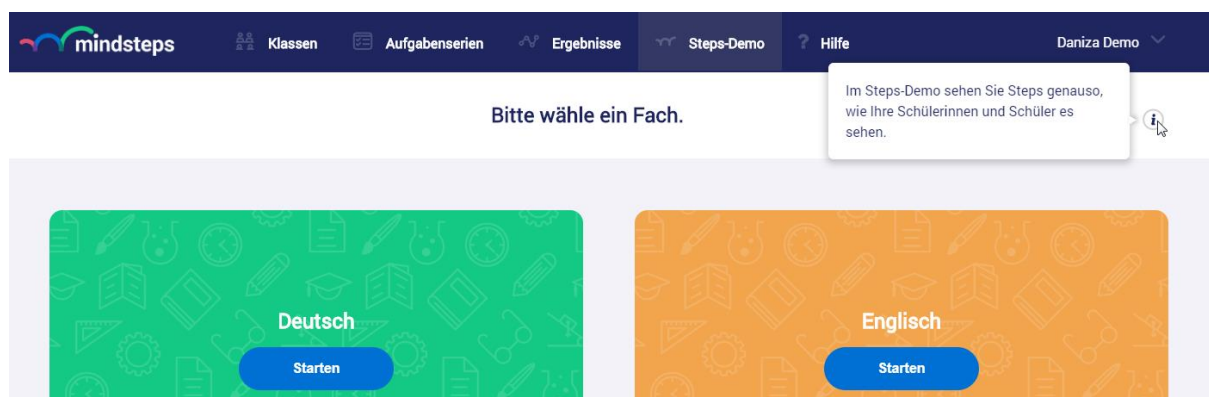 mindsteps Klassen Aufgabenserien Ergebnisse Steps-Demo ? Hilfe Daniza Demo
Bitte wähle ein Fach.
Im Steps-Demo sehen Sie Steps genauso,
wie Ihre Schülerinnen und Schüler es
sehen.
i
Deutsch
Starten
Englisch
Starten